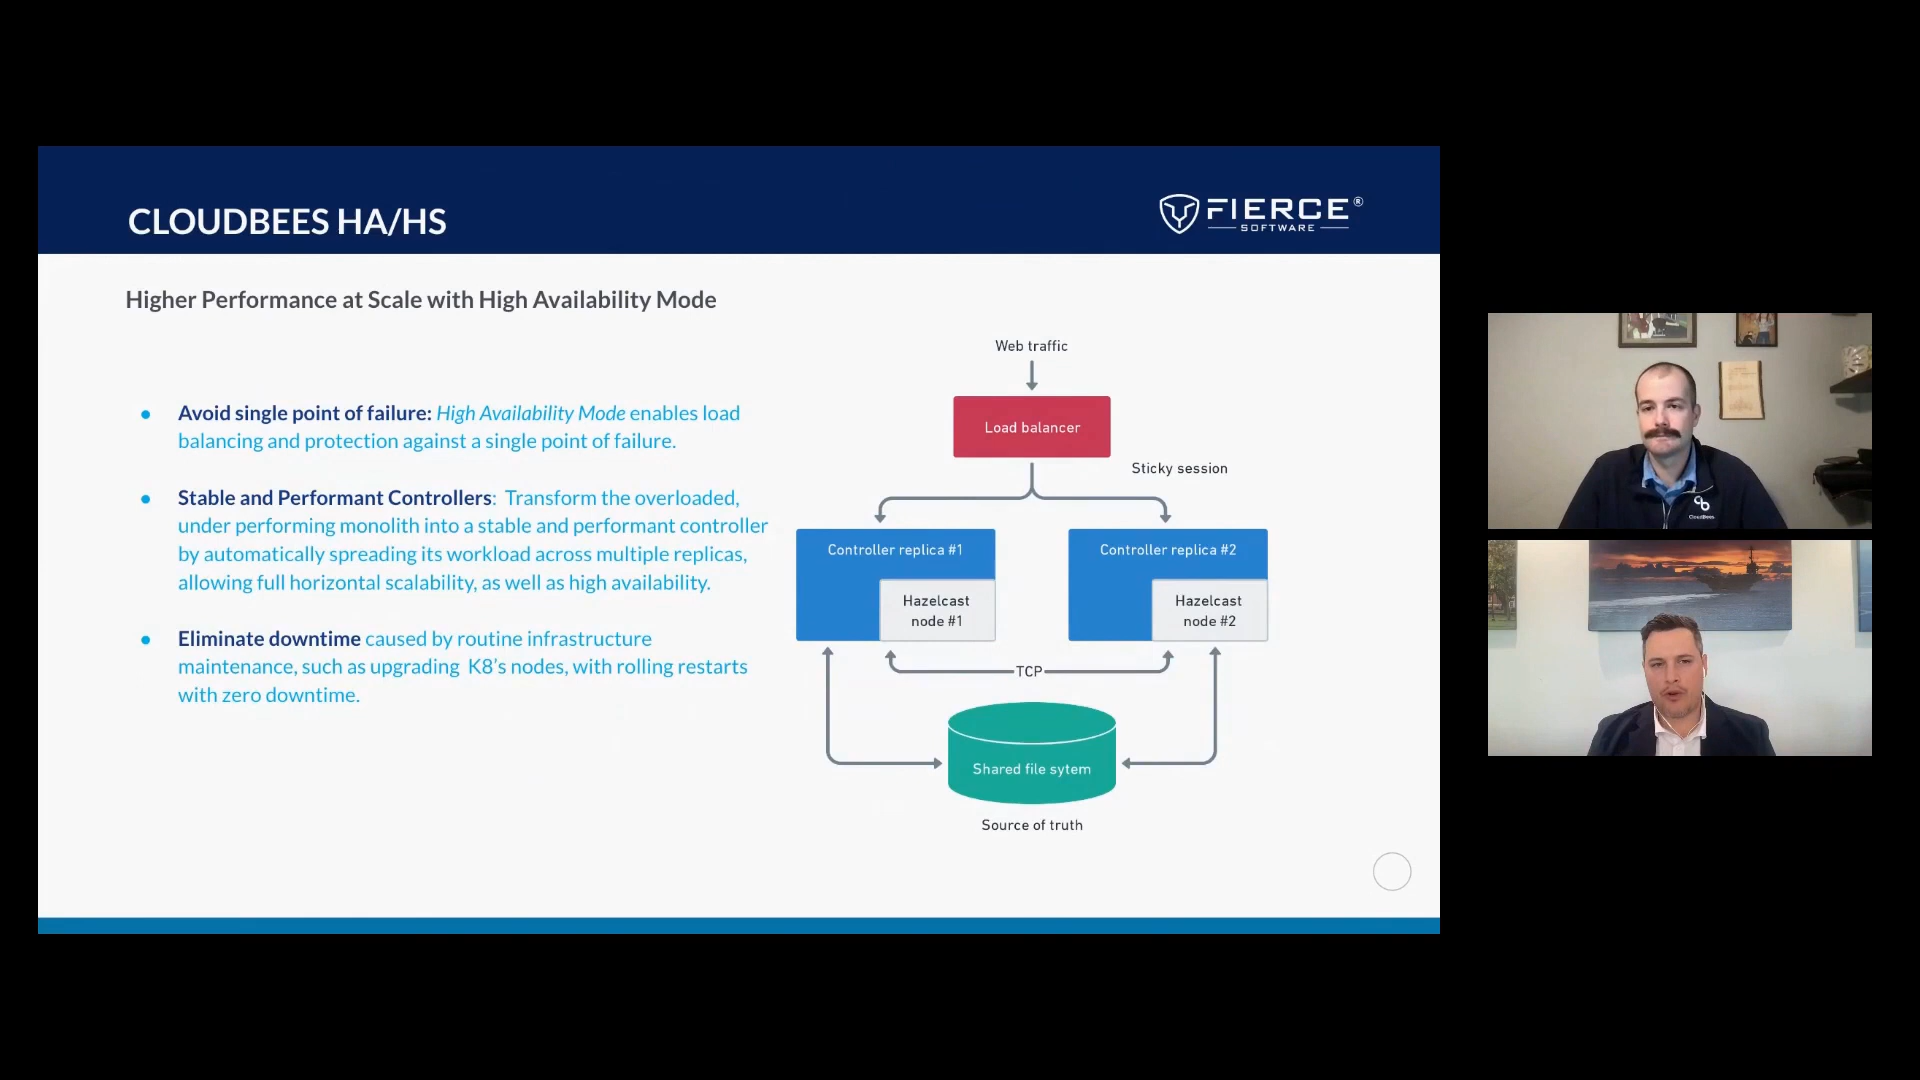 CLOUDBEES HA/HS
FIERCE®
SOFTWARE
Higher Performance at Scale with High Availability Mode
● Avoid single point of failure: High Availability Mode enables load
balancing and protection against a single point of failure.
● Stable and Performant Controllers: Transform the overloaded,
under performing monolith into a stable and performant controller
by automatically spreading its workload across multiple replicas,
allowing full horizontal scalability, as well as high availability.
● Eliminate downtime caused by routine infrastructure
maintenance, such as upgrading K8's nodes, with rolling restarts
with zero downtime.
Web traffic
Load balancer
Sticky session
Controller replica #1
Hazelcast
node #1
Controller replica #2
Hazelcast
node #2
TCP
Shared file sytem
Source of truth
CloudBees